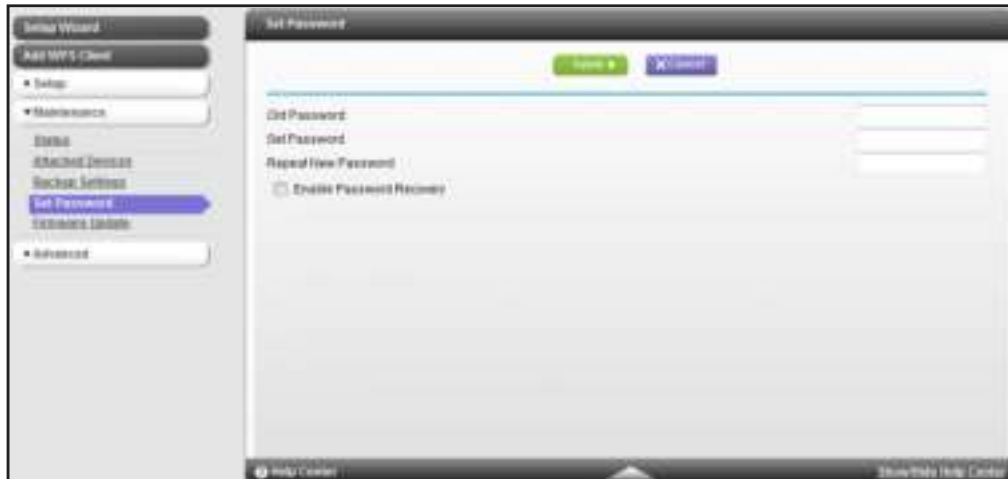 Setup Wizard
Add WPS Client
Setup
Maintenance
Status
Attached Devices
Backup Settings
Set Password
Firmware Update
Advanced
Set Password
Apply
Cancel
Old Password
Set Password
Repeat New Password
Enable Password Recovery
Help Center
Show/Hide Help Center